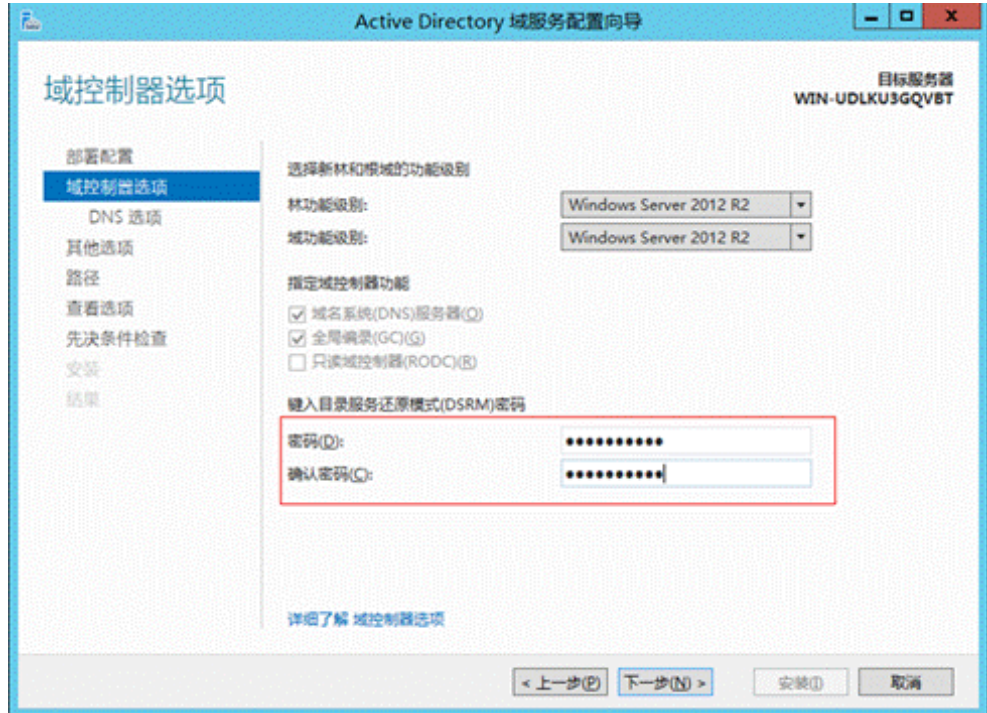 Active Directory 域服务配置向导
域控制器选项
目标服务器
WIN-UDLKU3GQVBT
部署配置
域控制器选项
DNS 选项
其他选项
路径
查看选项
先决条件检查
安装
结果
选择新林和根域的功能级别
林功能级别: Windows Server 2012 R2
域功能级别: Windows Server 2012 R2
指定域控制器功能
域名系统(DNS)服务器(O)
全局编录(GC)(G)
只读域控制器(RODC)(R)
键入目录服务还原模式(DSRM)密码
密码(D): ●●●●●●●●●●
确认密码(C): ●●●●●●●●●●
详细了解 域控制器选项
< 上一步(P) 下一步(N) > 安装(I) 取消